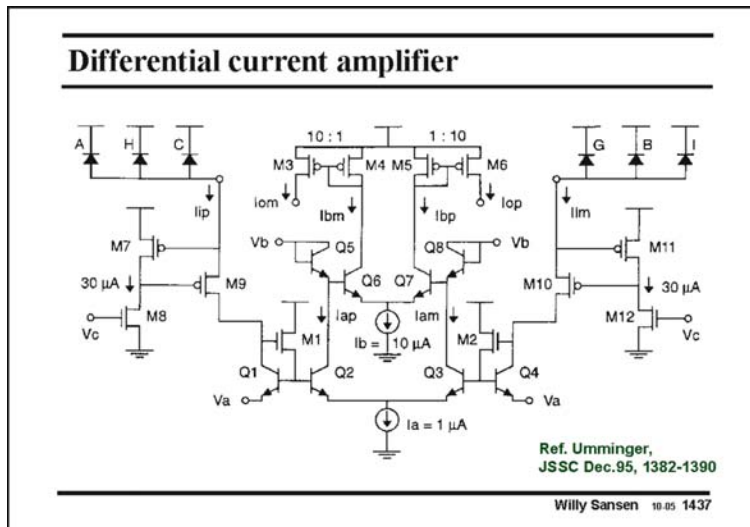 Differential current amplifier
A H C
10 : 1 1 : 10
G B I
M3 M4 M5 M6
Iip Iom Ibm Ibp Iop Iim
M7 Vb Q5 Q8 Vb M11
30 µA M9 Q6 Q7 M10 30 µA
M8 Iap Iam M12
Vc M1 Ib = 10 µA M2 Vc
Q1 Q2 Q3 Q4
Va Va
Ia = 1 µA
Ref. Umminger,
JSSC Dec.95, 1382-1390
Willy Sansen 10-05 1437